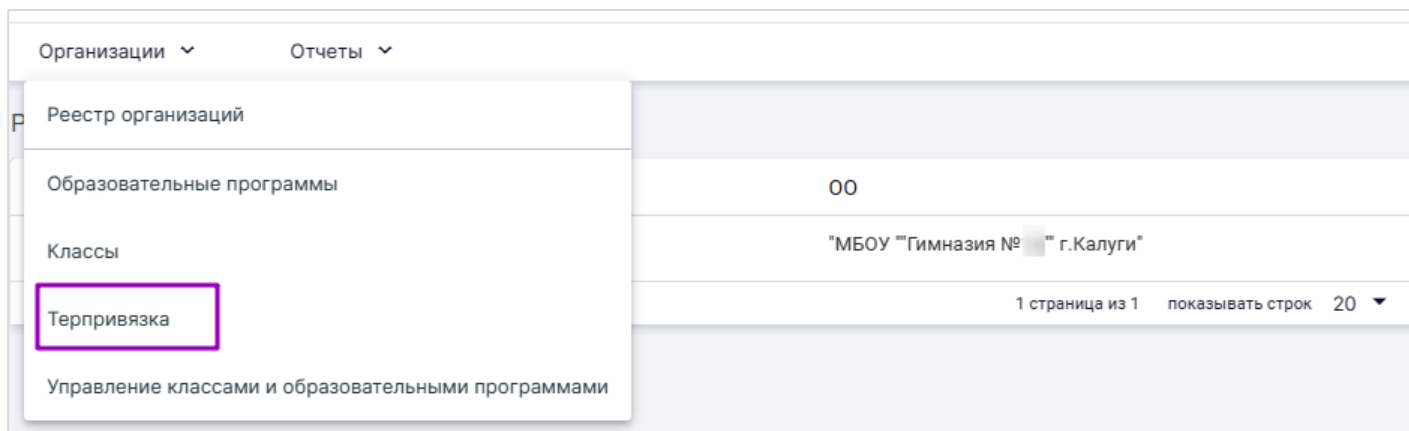 Организации Отчеты
Реестр организаций
Р
Образовательные программы
ОО
Классы
"МБОУ ""Гимназия № "" г.Калуги"
Терпривязка
1 страница из 1 показывать строк 20
Управление классами и образовательными программами